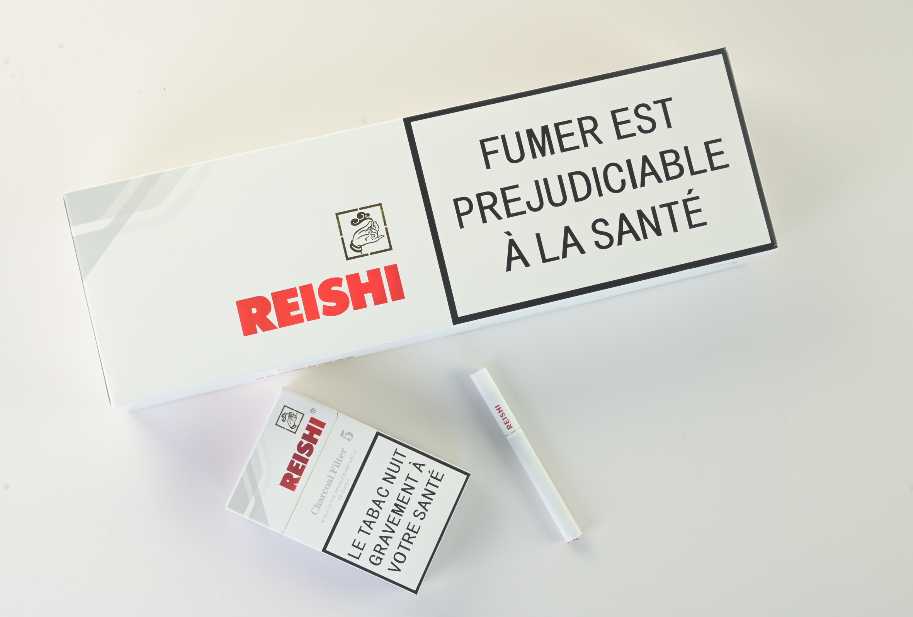 FUMER EST
PREJUDICIABLE
À LA SANTÉ
REISHI
REISHI
REISHI ®
Charcoal Filter 5
LE TABAC NUIT
GRAVEMENT À
VOTRE SANTÉ